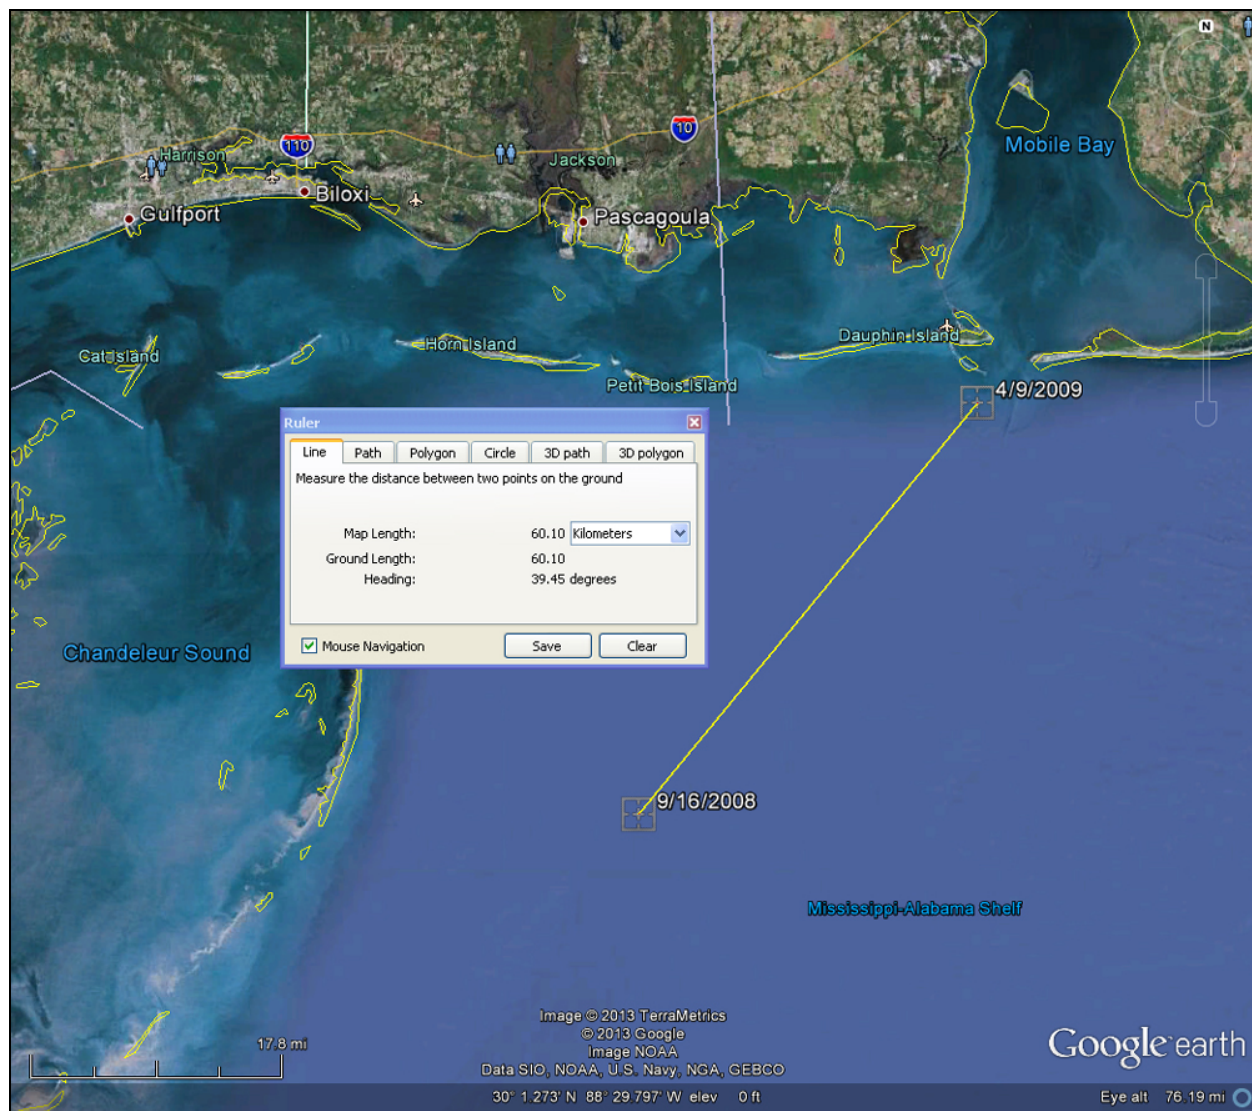 N
110
10
Mobile Bay
Harrison
Jackson
Biloxi
Gulfport
Pascagoula
Dauphin Island
Horn Island
Cat Island
Petit Bois Island
4/9/2009
Ruler
Line Path Polygon Circle 3D path 3D polygon
Measure the distance between two points on the ground
Map Length: 60.10 Kilometers
Ground Length: 60.10
Heading: 39.45 degrees
Mouse Navigation Save Clear
Chandeleur Sound
9/16/2008
Mississippi-Alabama Shelf
Image © 2013 TerraMetrics
© 2013 Google
Image NOAA
Data SIO, NOAA, U.S. Navy, NGA, GEBCO
17.8 mi
Google earth
30° 1.273' N 88° 29.797' W elev 0 ft
Eye alt 76.19 mi